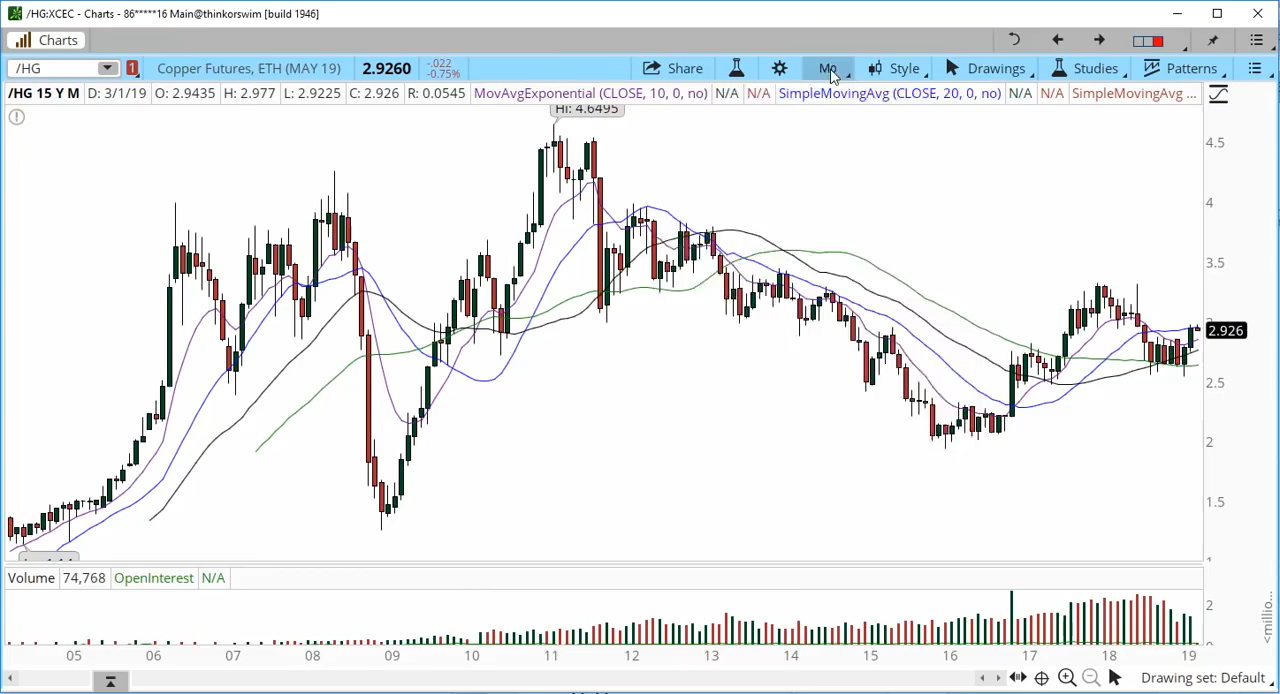 /HG:XCEC - Charts - 86*****16 Main@thinkorswim [build 1946]
Charts
/HG 1 Copper Futures, ETH (MAY 19) 2.9260 -.022 -0.75% Share Mo Style Drawings Studies Patterns
/HG 15 Y M D: 3/1/19 O: 2.9435 H: 2.977 L: 2.9225 C: 2.926 R: 0.0545 MovAvgExponential (CLOSE, 10, 0, no) N/A N/A SimpleMovingAvg (CLOSE, 20, 0, no) N/A N/A SimpleMovingAvg ...
Hi: 4.6495
4.5
4
3.5
2.926
2.5
2
1.5
1
Volume 74,768 OpenInterest N/A
2
<millio...
05 06 07 08 09 10 11 12 13 14 15 16 17 18 19
Drawing set: Default